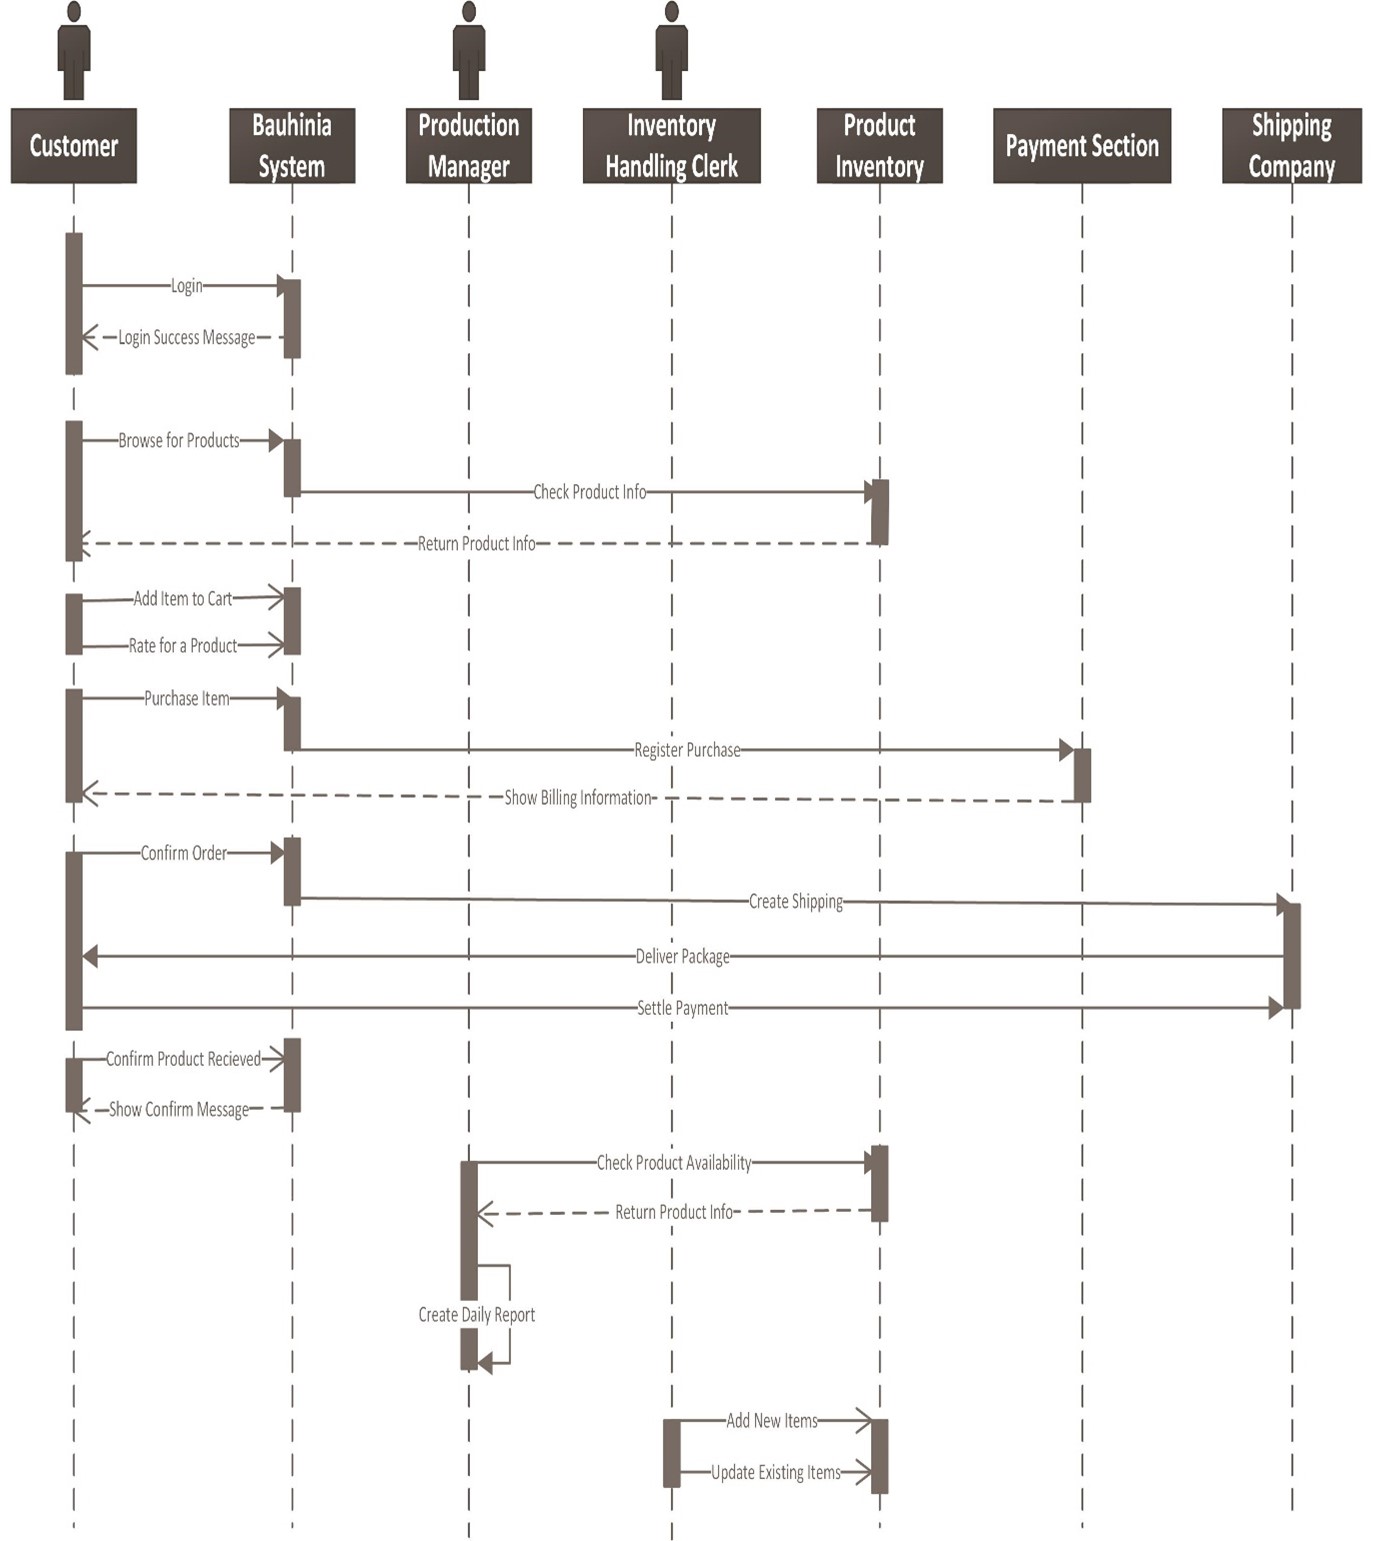 Customer
Bauhinia
System
Production
Manager
Inventory
Handling Clerk
Product
Inventory
Payment Section
Shipping
Company
Login
Login Success Message
Browse for Products
Check Product Info
Return Product Info
Add Item to Cart
Rate for a Product
Purchase Item
Register Purchase
Show Billing Information
Confirm Order
Create Shipping
Deliver Package
Settle Payment
Confirm Product Recieved
Show Confirm Message
Check Product Availability
Return Product Info
Create Daily Report
Add New Items
Update Existing Items